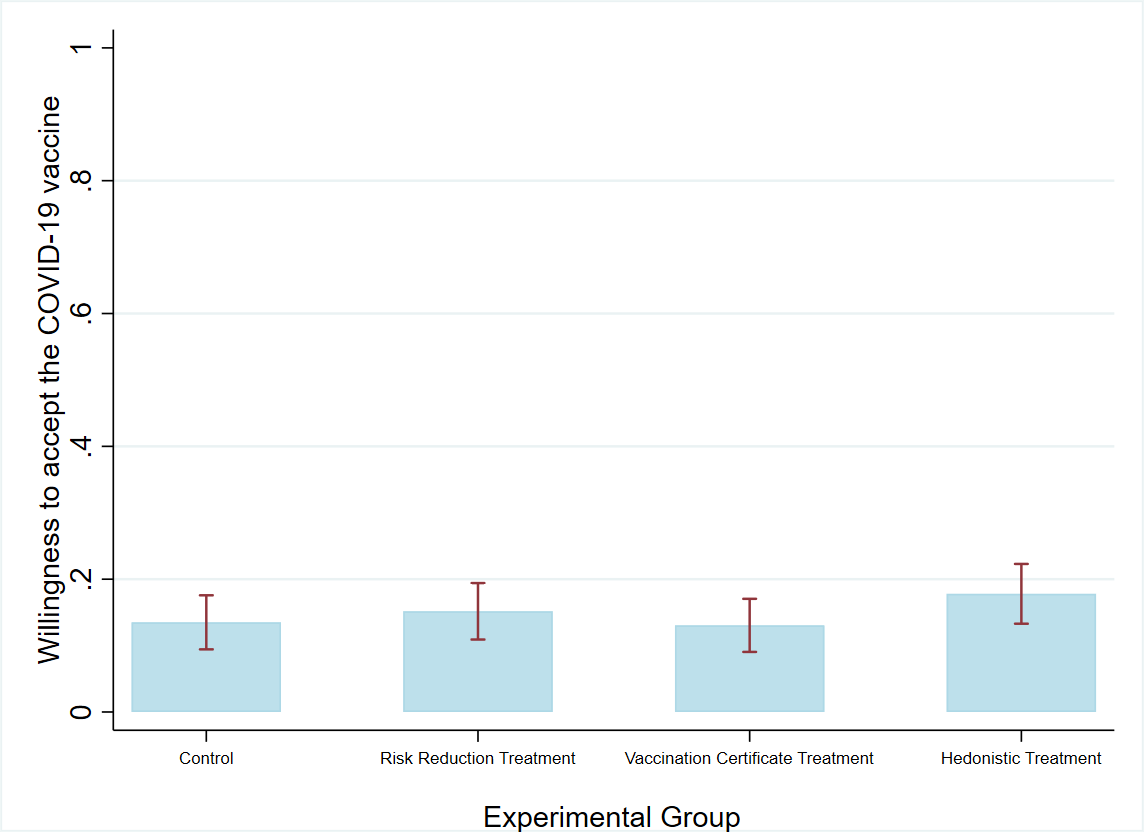 Willingness to accept the COVID-19 vaccine
1
.8
.6
.4
.2
0
Control
Risk Reduction Treatment
Vaccination Certificate Treatment
Hedonistic Treatment
Experimental Group